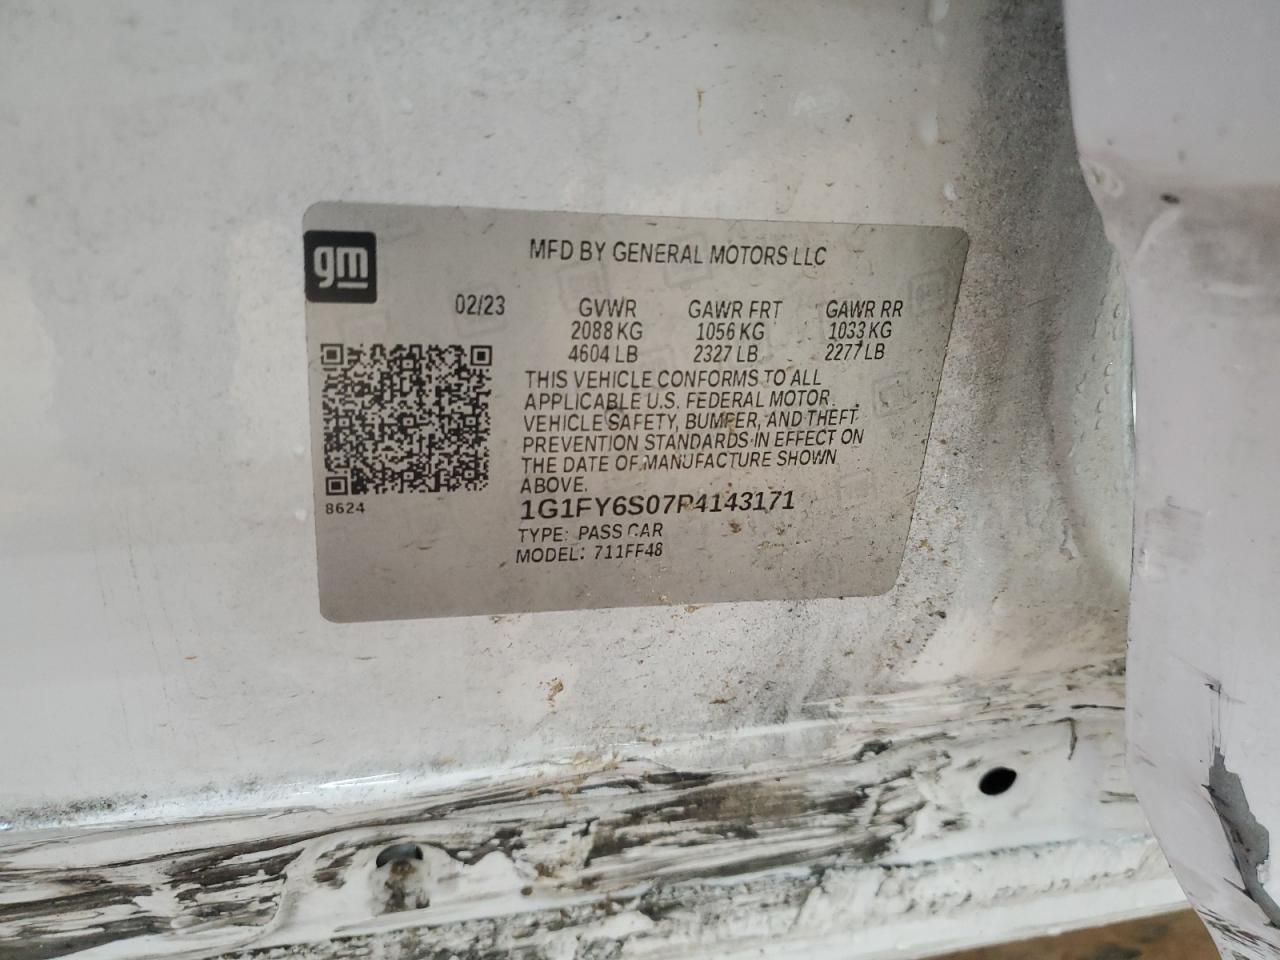 gm
MFD BY GENERAL MOTORS LLC
02/23 GVWR GAWR FRT GAWR RR
2088 KG 1056 KG 1033 KG
4604 LB 2327 LB 2277 LB
THIS VEHICLE CONFORMS TO ALL
APPLICABLE U.S. FEDERAL MOTOR
VEHICLE SAFETY, BUMPER, AND THEFT
PREVENTION STANDARDS IN EFFECT ON
THE DATE OF MANUFACTURE SHOWN
ABOVE.
8624
1G1FY6S07P4143171
TYPE: PASS CAR
MODEL: 711FF48